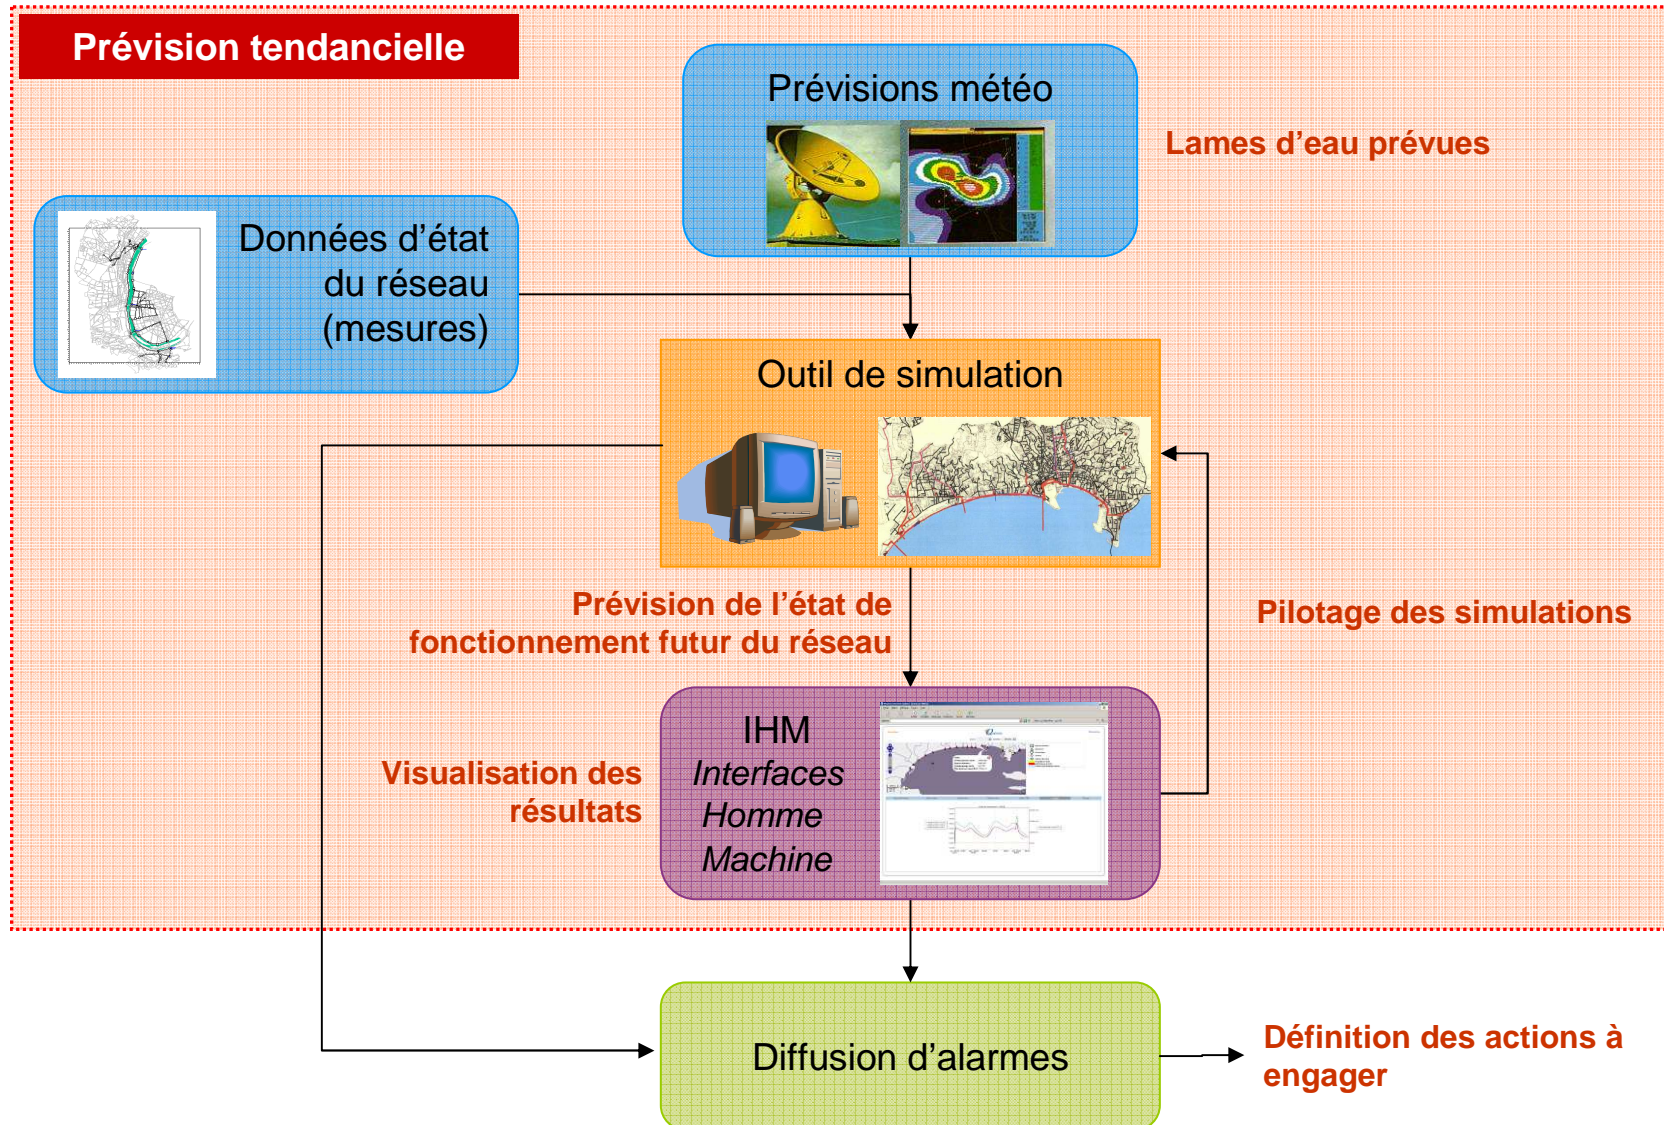 Prévision tendancielle
Prévisions météo
Lames d’eau prévues
Données d’état
du réseau
(mesures)
Outil de simulation
Prévision de l’état de
fonctionnement futur du réseau
Pilotage des simulations
IHM
Interfaces
Homme
Machine
Visualisation des
résultats
Diffusion d’alarmes
Définition des actions à
engager